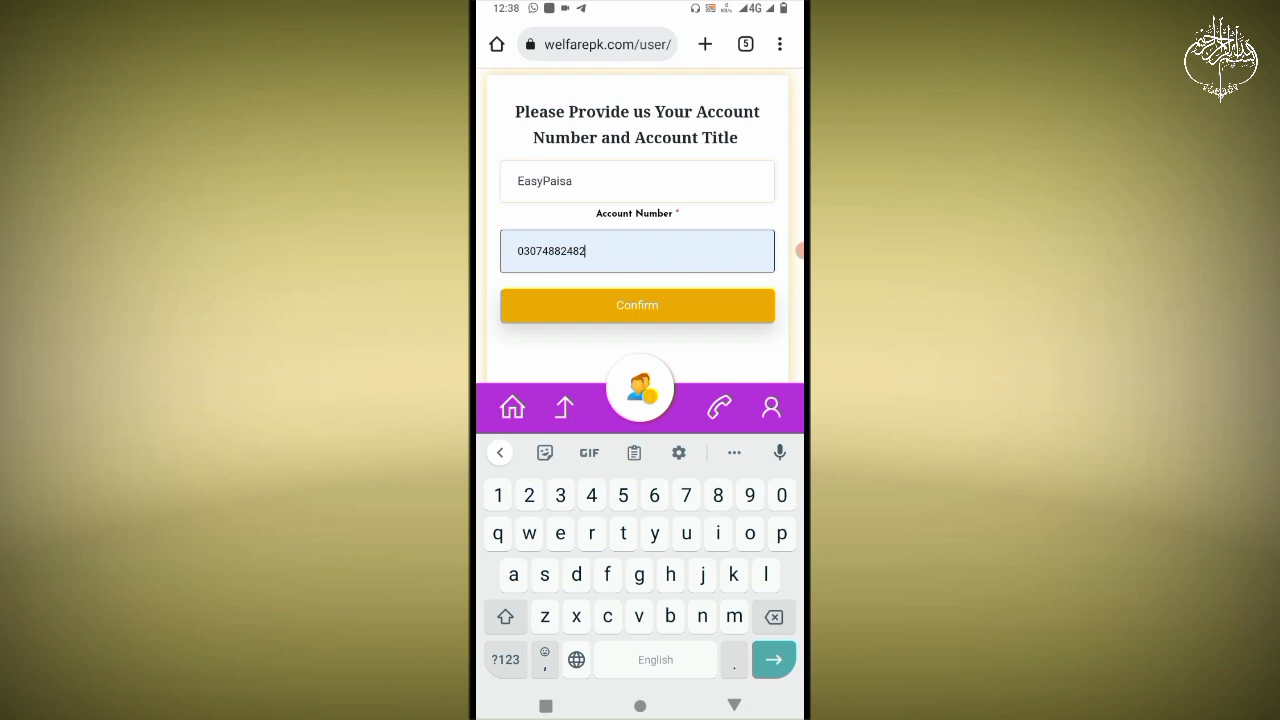 12:38
4G
welfarepk.com/user/
5
Please Provide us Your Account
Number and Account Title
EasyPaisa
Account Number *
03074882482
Confirm
GIF
1 2 3 4 5 6 7 8 9 0
q w e r t y u i o p
a s d f g h j k l
z x c v b n m
?123 , English .